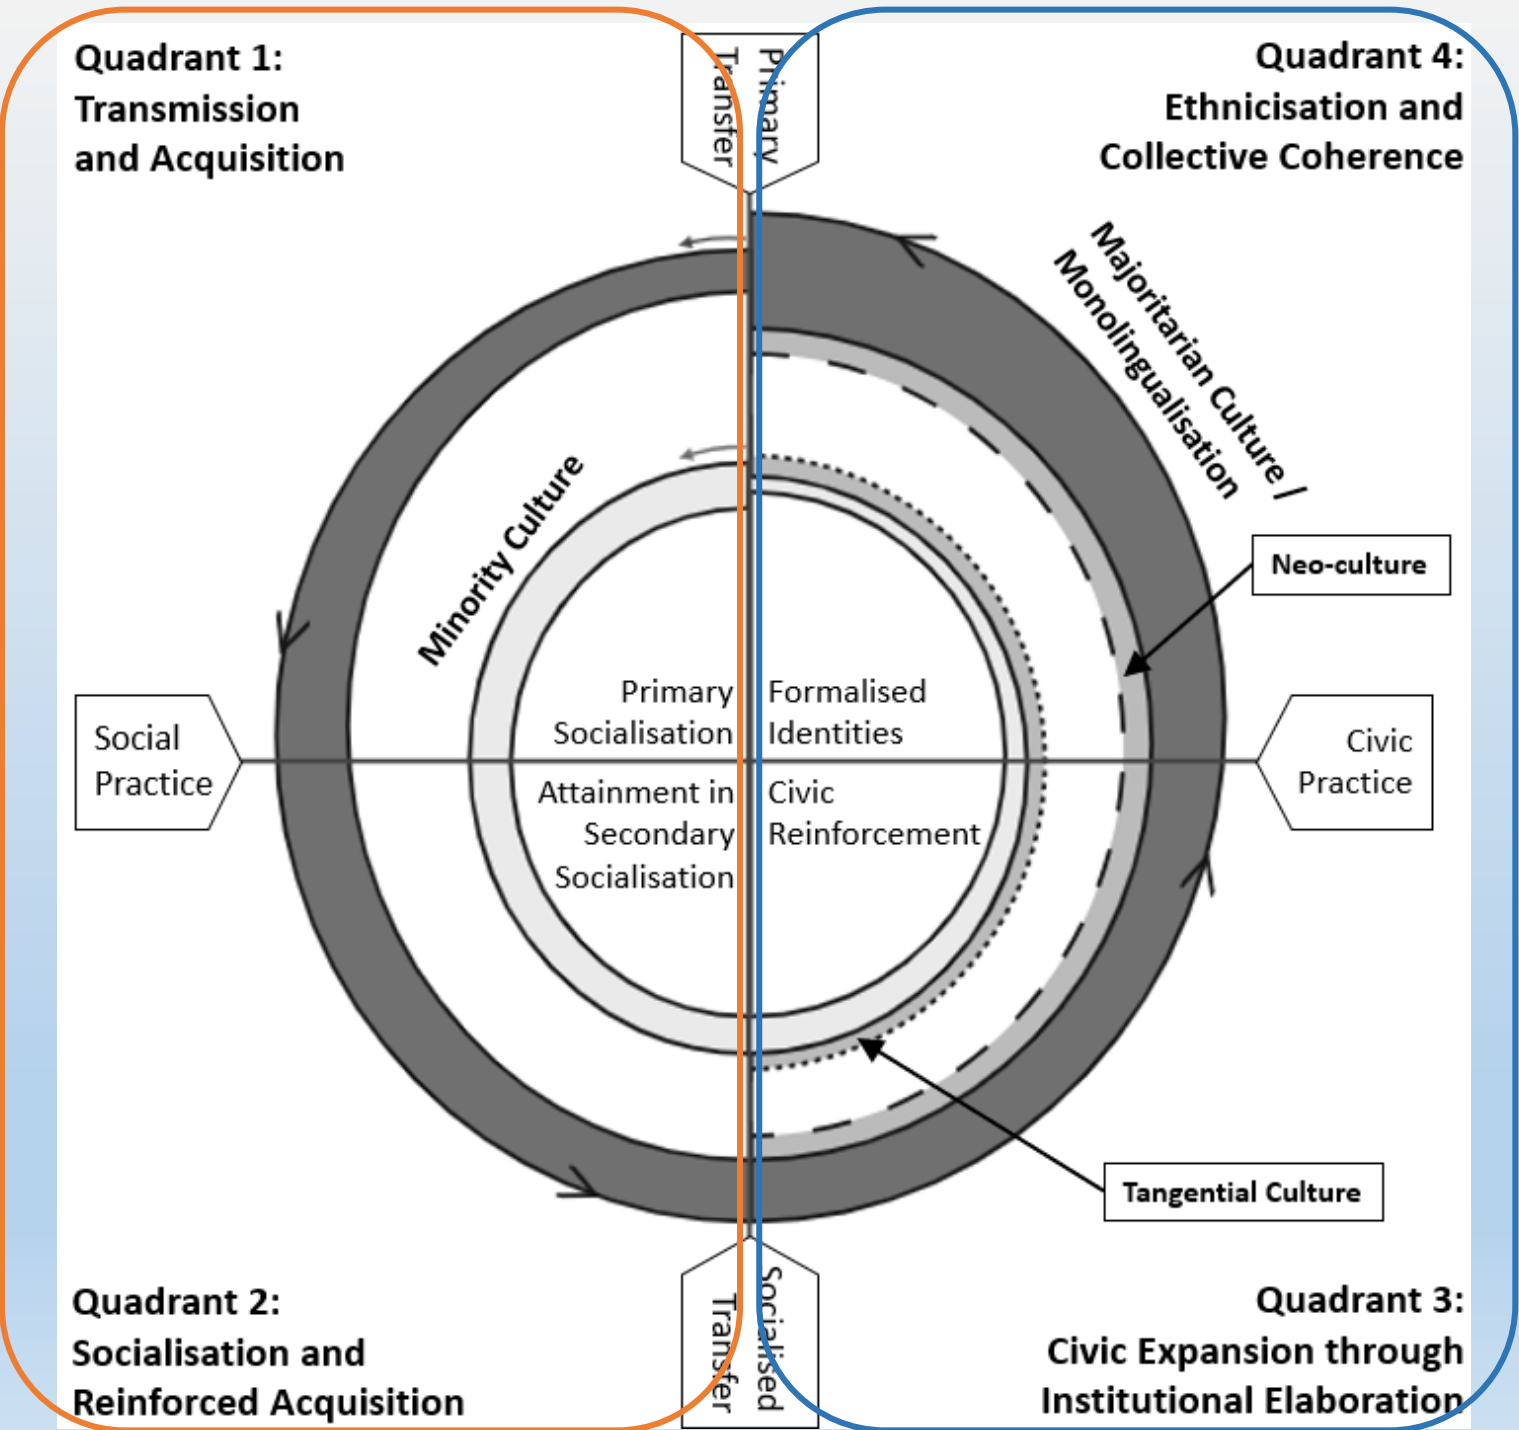 Quadrant 1:
Transmission
and Acquisition
Primary
Transfer
Quadrant 4:
Ethnicisation and
Collective Coherence
Majoritarian Culture /
Monolingualisation
Minority Culture
Neo-culture
Primary
Socialisation
Formalised
Identities
Social
Practice
Civic
Practice
Attainment in
Secondary
Socialisation
Civic
Reinforcement
Tangential Culture
Quadrant 2:
Socialisation and
Reinforced Acquisition
Socialised
Transfer
Quadrant 3:
Civic Expansion through
Institutional Elaboration